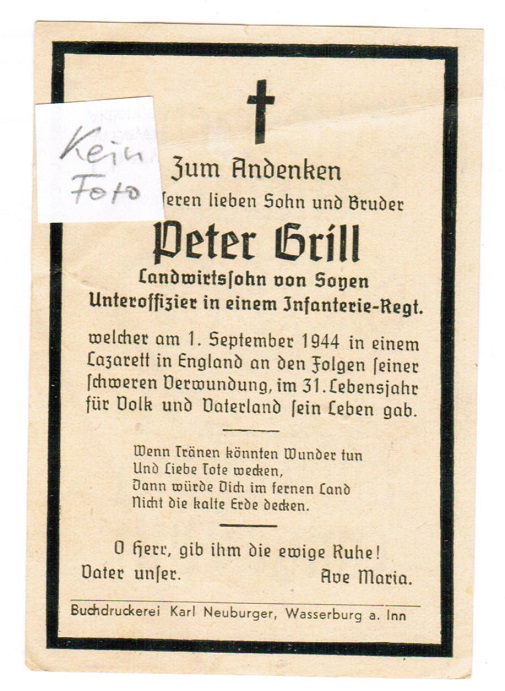 Kein
Foto
Zum Andenken
seren lieben Sohn und Bruder
Peter Grill
Landwirtssohn von Soyen
Unteroffizier in einem Infanterie-Regt.
welcher am 1. September 1944 in einem
Lazarett in England an den Folgen seiner
schweren Verwundung, im 31. Lebensjahr
für Volk und Vaterland sein Leben gab.
Wenn Tränen könnten Wunder tun
Und Liebe Tote wecken,
Dann würde Dich im fernen Land
Nicht die kalte Erde decken.
O Herr, gib ihm die ewige Ruhe!
Vater unser. Ave Maria.
Buchdruckerei Karl Neuburger, Wasserburg a. Inn